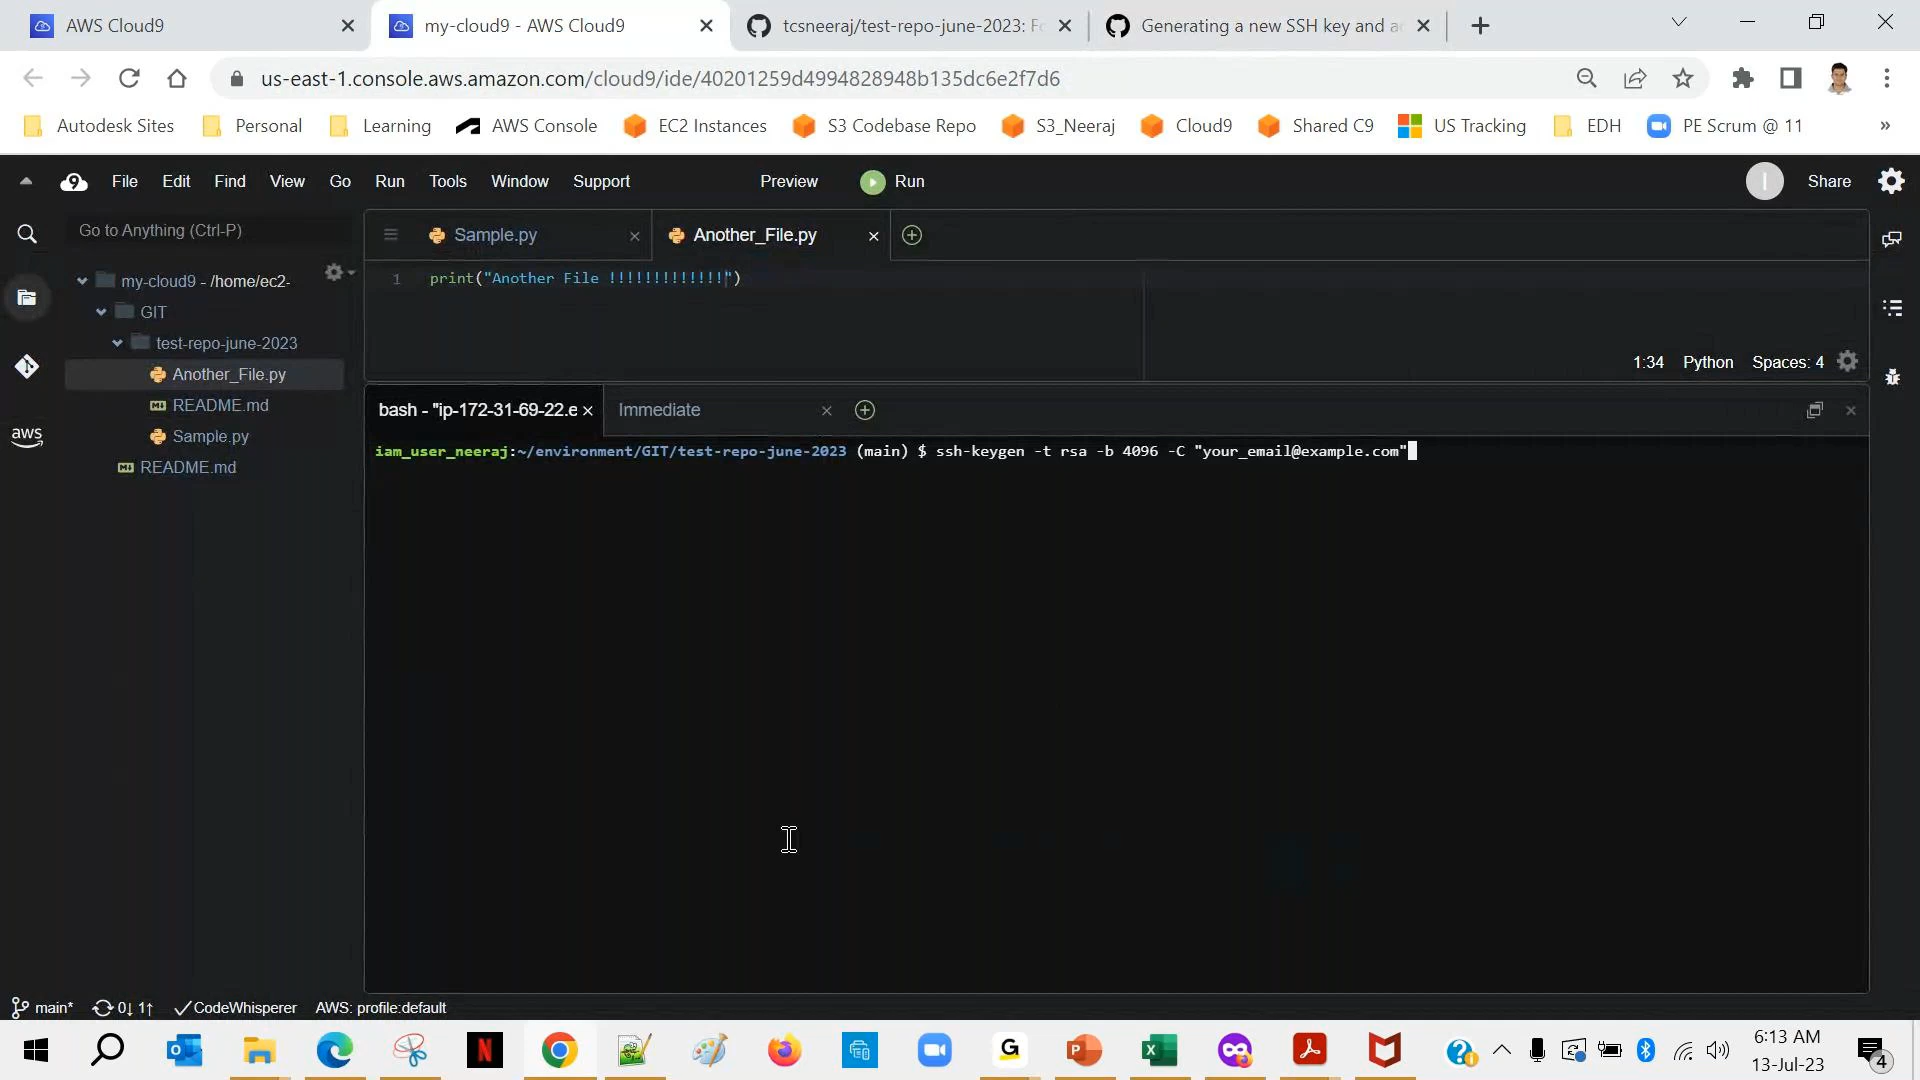 AWS Cloud9
my-cloud9 - AWS Cloud9
tcsneeraj/test-repo-june-2023: Fo
Generating a new SSH key and a
us-east-1.console.aws.amazon.com/cloud9/ide/40201259d4994828948b135dc6e2f7d6
Autodesk Sites
Personal
Learning
AWS Console
EC2 Instances
S3 Codebase Repo
S3_Neeraj
Cloud9
Shared C9
US Tracking
EDH
PE Scrum @ 11
»
9
File
Edit
Find
View
Go
Run
Tools
Window
Support
Preview
Run
I
Share
Go to Anything (Ctrl-P)
Sample.py
Another_File.py
my-cloud9 - /home/ec2-
GIT
test-repo-june-2023
Another_File.py
README.md
Sample.py
README.md
aws
1 print("Another File !!!!!!!!!!!!!")
1:34 Python Spaces: 4
bash - "ip-172-31-69-22.e
Immediate
iam_user_neeraj:~/environment/GIT/test-repo-june-2023 (main) $ ssh-keygen -t rsa -b 4096 -C "your_email@example.com"
main* 0↓ 1↑ ✓CodeWhisperer AWS: profile:default
N
G
6:13 AM
13-Jul-23
4